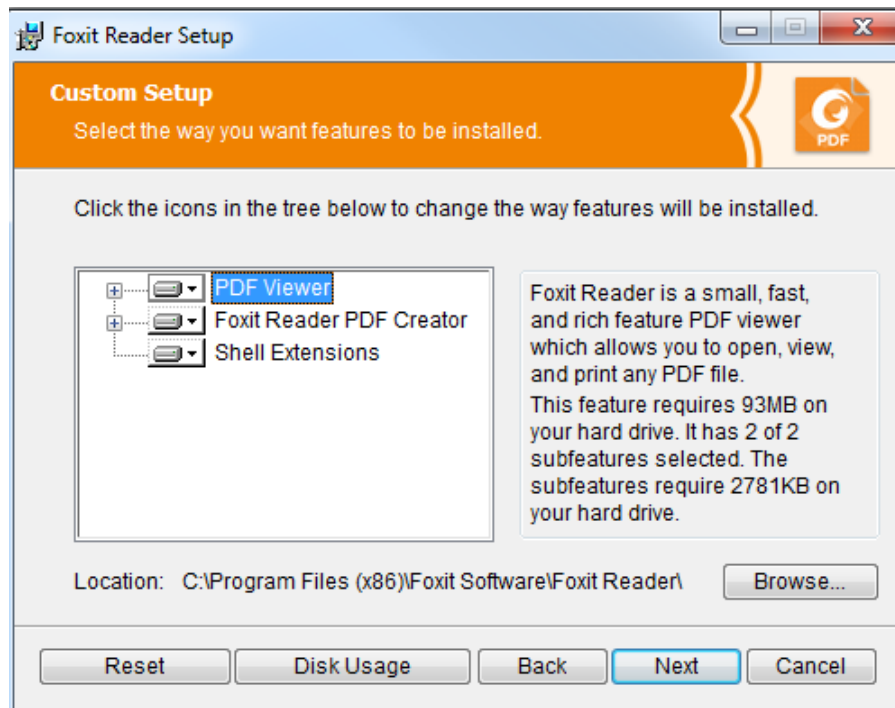 Foxit Reader Setup
Custom Setup
Select the way you want features to be installed.
PDF
Click the icons in the tree below to change the way features will be installed.
PDF Viewer
Foxit Reader PDF Creator
Shell Extensions
Foxit Reader is a small, fast,
and rich feature PDF viewer
which allows you to open, view,
and print any PDF file.
This feature requires 93MB on
your hard drive. It has 2 of 2
subfeatures selected. The
subfeatures require 2781KB on
your hard drive.
Location: C:\Program Files (x86)\Foxit Software\Foxit Reader\ Browse...
Reset Disk Usage Back Next Cancel